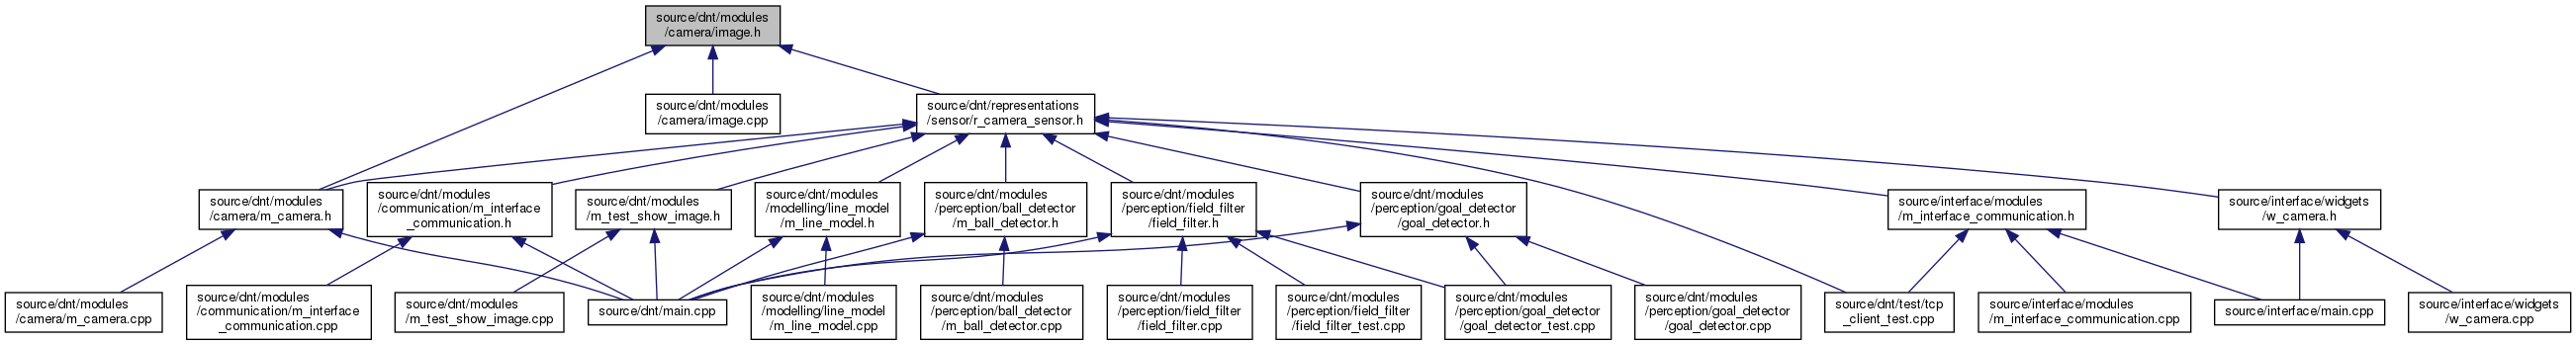 source/dnt/modules
/camera/image.h
source/dnt/modules
/camera/image.cpp
source/dnt/representations
/sensor/r_camera_sensor.h
source/dnt/modules
/camera/m_camera.h
source/dnt/modules
/communication/m_interface
_communication.h
source/dnt/modules
/m_test_show_image.h
source/dnt/modules
/modelling/line_model
/m_line_model.h
source/dnt/modules
/perception/ball_detector
/m_ball_detector.h
source/dnt/modules
/perception/field_filter
/field_filter.h
source/dnt/modules
/perception/goal_detector
/goal_detector.h
source/interface/modules
/m_interface_communication.h
source/interface/widgets
/w_camera.h
source/dnt/modules
/camera/m_camera.cpp
source/dnt/modules
/communication/m_interface
_communication.cpp
source/dnt/modules
/m_test_show_image.cpp
source/dnt/main.cpp
source/dnt/modules
/modelling/line_model
/m_line_model.cpp
source/dnt/modules
/perception/ball_detector
/m_ball_detector.cpp
source/dnt/modules
/perception/field_filter
/field_filter.cpp
source/dnt/modules
/perception/field_filter
/field_filter_test.cpp
source/dnt/modules
/perception/goal_detector
/goal_detector_test.cpp
source/dnt/modules
/perception/goal_detector
/goal_detector.cpp
source/dnt/test/tcp
_client_test.cpp
source/interface/modules
/m_interface_communication.cpp
source/interface/main.cpp
source/interface/widgets
/w_camera.cpp